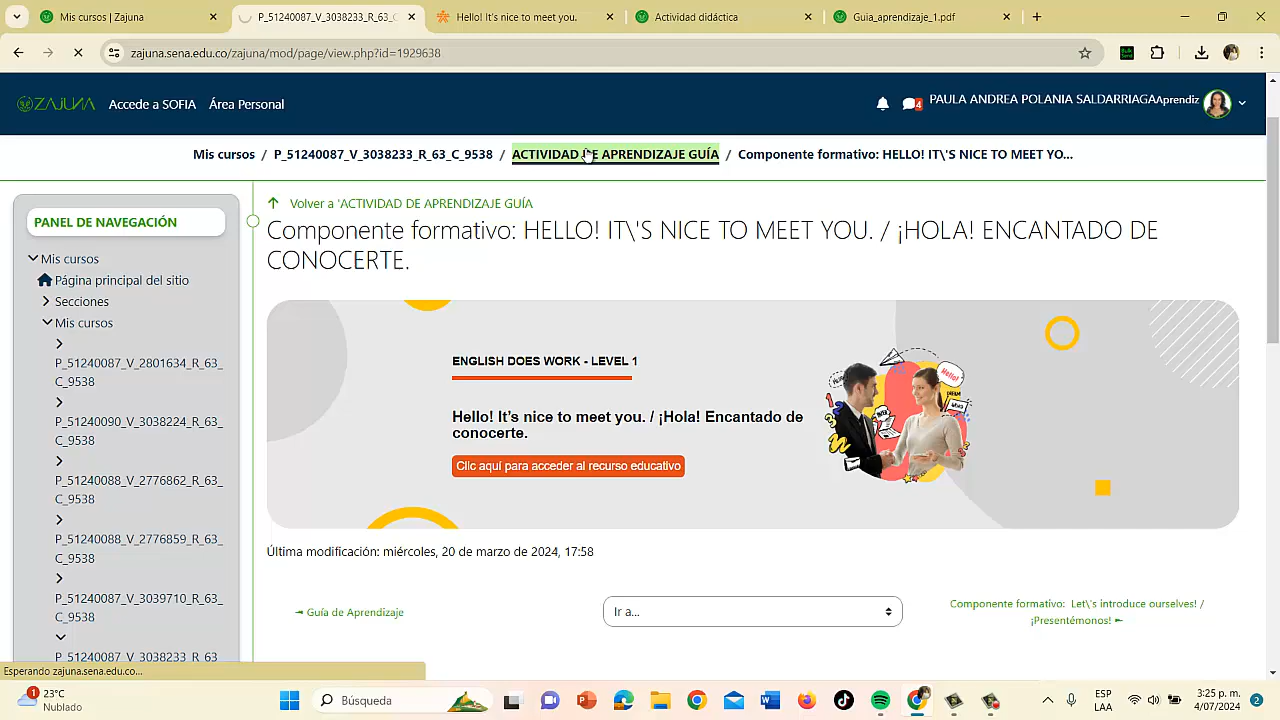 Mis cursos | Zajuna
P_51240087_V_3038233_R_63_C
Hello! It's nice to meet you.
Actividad didáctica
Guia_aprendizaje_1.pdf
zajuna.sena.edu.co/zajuna/mod/page/view.php?id=1929638
ZAJUNA
Accede a SOFIA
Área Personal
4
PAULA ANDREA POLANIA SALDARRIAGAAprendiz
Mis cursos / P_51240087_V_3038233_R_63_C_9538 / ACTIVIDAD DE APRENDIZAJE GUÍA / Componente formativo: HELLO! IT\'S NICE TO MEET YO...
PANEL DE NAVEGACIÓN
Mis cursos
Página principal del sitio
Secciones
Mis cursos
P_51240087_V_2801634_R_63_
C_9538
P_51240090_V_3038224_R_63_
C_9538
P_51240088_V_2776862_R_63_
C_9538
P_51240088_V_2776859_R_63_
C_9538
P_51240087_V_3039710_R_63_
C_9538
P_51240087_V_3038233_R_63_
Volver a 'ACTIVIDAD DE APRENDIZAJE GUÍA
Componente formativo: HELLO! IT\'S NICE TO MEET YOU. / ¡HOLA! ENCANTADO DE
CONOCERTE.
ENGLISH DOES WORK - LEVEL 1
Hello! It's nice to meet you. / ¡Hola! Encantado de
conocerte.
Clic aquí para acceder al recurso educativo
Hello!
Última modificación: miércoles, 20 de marzo de 2024, 17:58
Guía de Aprendizaje
Ir a...
Componente formativo: Let\'s introduce ourselves! /
¡Presentémonos!
Esperando zajuna.sena.edu.co...
1
23°C
Nublado
Búsqueda
ESP
LAA
3:25 p. m.
4/07/2024
2